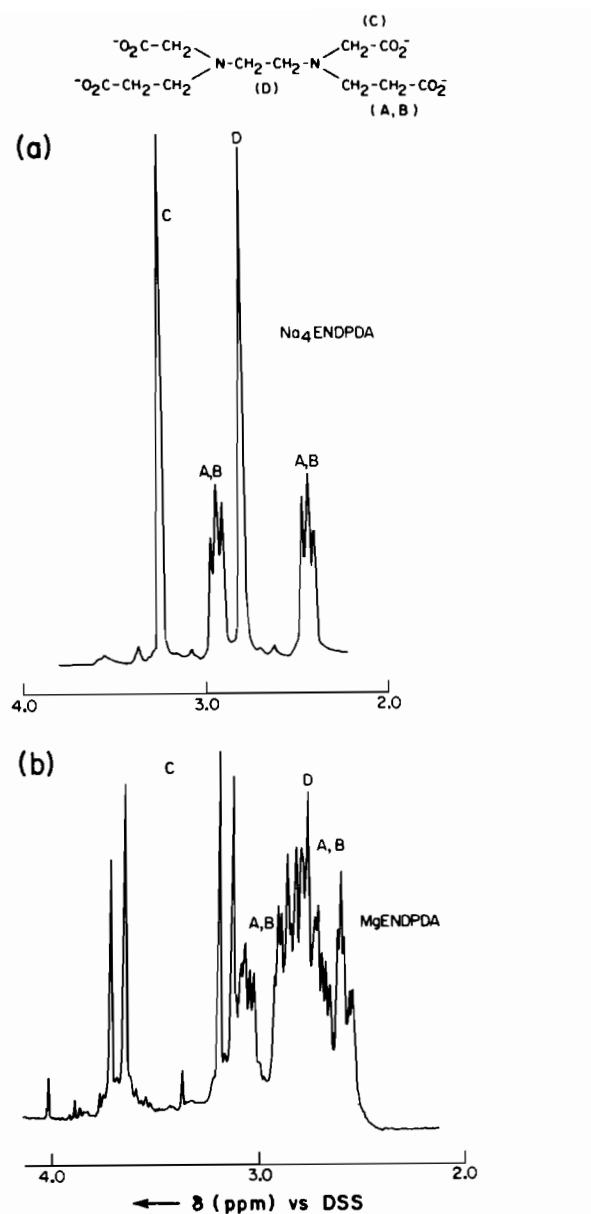 (C)
⁻O₂C-CH₂ CH₂-CO₂⁻
N-CH₂-CH₂-N
⁻O₂C-CH₂-CH₂ (D) CH₂-CH₂-CO₂⁻
(A,B)
(a)
D
C
Na₄ENDPDA
A,B A,B
4.0 3.0 2.0
(b)
C D
A,B
A,B MgENDPDA
4.0 3.0 2.0
← δ (ppm) vs DSS